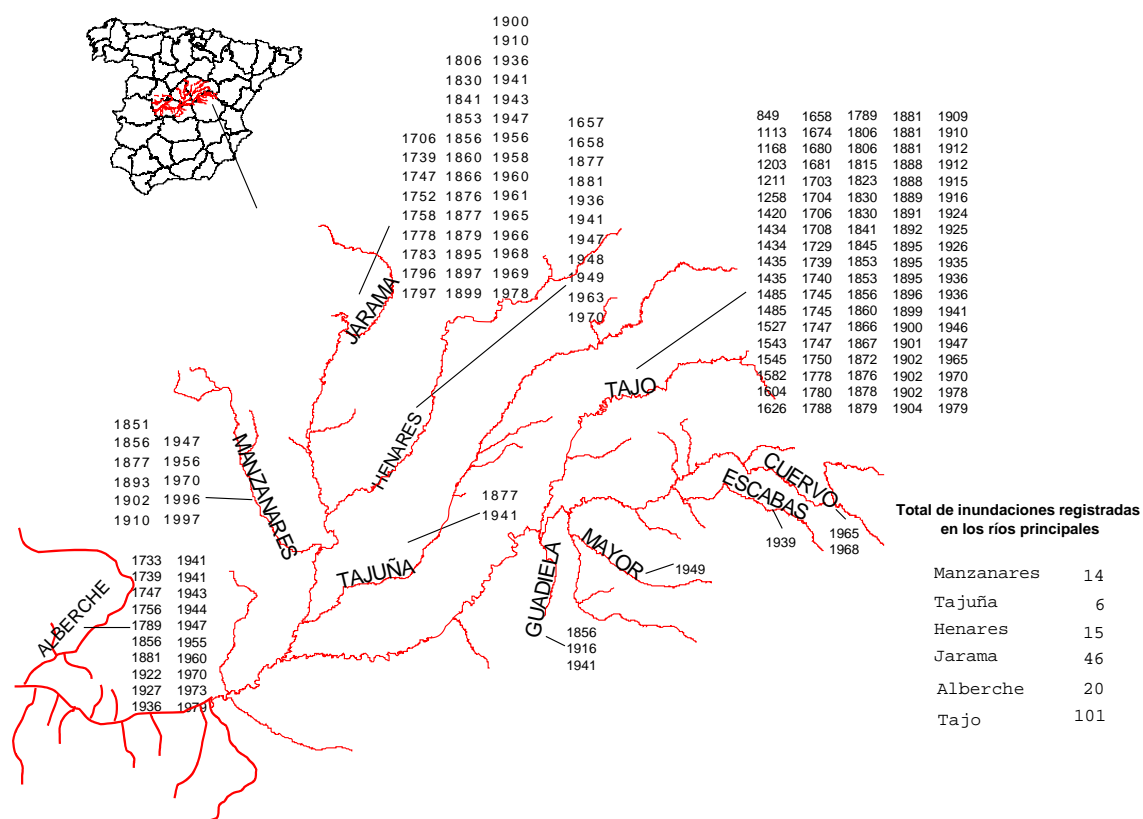 1900
1910
1806 1936
1830 1941
1841 1943
1853 1947
1706 1856 1956
1739 1860 1958
1747 1866 1960
1752 1876 1961
1758 1877 1965
1778 1879 1966
1783 1895 1968
1796 1897 1969
1797 1899 1978
JARAMA
1657
1658
1877
1881
1936
1941
1947
1948
1949
1963
1970
HENARES
849 1658 1789 1881 1909
1113 1674 1806 1881 1910
1168 1680 1806 1881 1912
1203 1681 1815 1888 1912
1211 1703 1823 1888 1915
1258 1704 1830 1889 1916
1420 1706 1830 1891 1924
1434 1708 1841 1892 1925
1434 1729 1845 1895 1926
1435 1739 1853 1895 1935
1435 1740 1853 1895 1936
1485 1745 1856 1896 1936
1485 1745 1860 1899 1941
1527 1747 1866 1900 1946
1543 1747 1867 1901 1947
1545 1750 1872 1902 1965
1582 1778 1876 1902 1970
1604 1780 1878 1902 1978
1626 1788 1879 1904 1979
TAJO
1851
1856 1947
1877 1956
1893 1970
1902 1996
1910 1997
MANZANARES
1877
1941
TAJUÑA
CUERVO
1965
1968
ESCABAS
1939
MAYOR
1949
GUADIELA
1856
1916
1941
ALBERCHE
1733 1941
1739 1941
1747 1943
1756 1944
1789 1947
1856 1955
1881 1960
1922 1970
1927 1973
1936 1979
Total de inundaciones registradas
en los ríos principales
Manzanares 14
Tajuña 6
Henares 15
Jarama 46
Alberche 20
Tajo 101